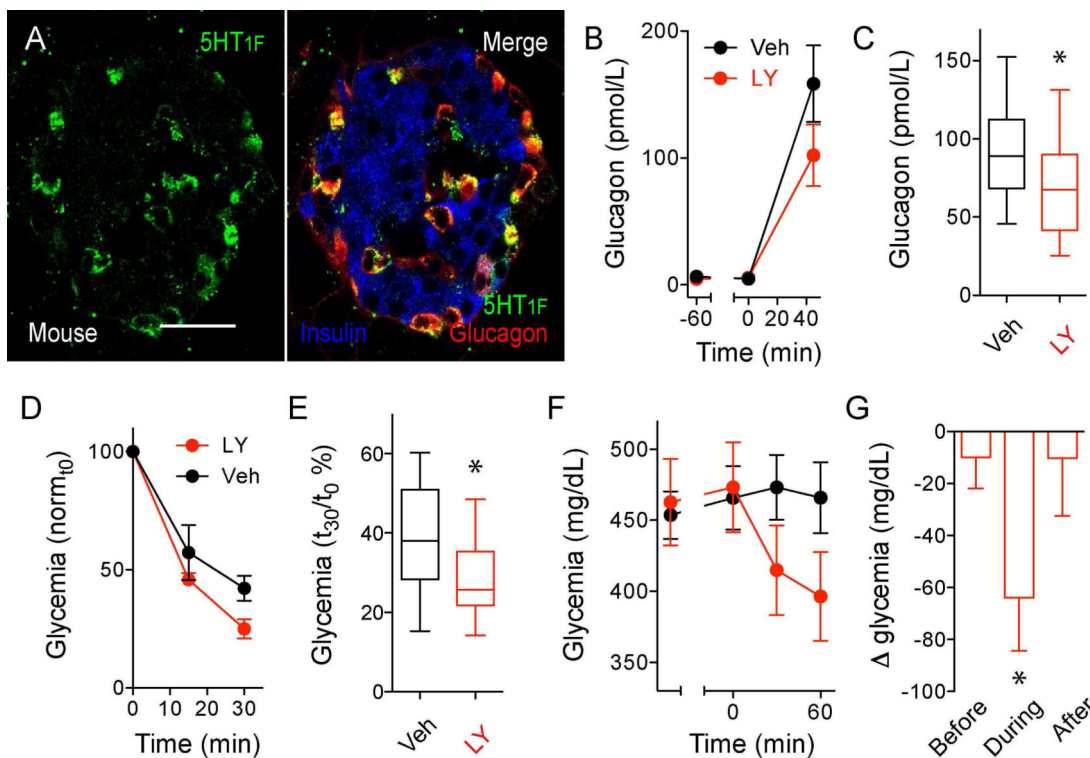 A
5HT1F
Mouse
Merge
5HT1F
Insulin
Glucagon
B
Veh
LY
Glucagon (pmol/L)
200
100
0
-60
0
20
40
Time (min)
C
*
Glucagon (pmol/L)
150
100
50
0
Veh
LY
D
LY
Veh
Glycemia (normt0)
100
50
0
0
10
20
30
Time (min)
E
*
Glycemia (t30/t0 %)
60
40
20
0
Veh
LY
F
Glycemia (mg/dL)
500
450
400
350
0
60
Time (min)
G
Δ glycemia (mg/dL)
0
-20
-40
-60
-80
-100
*
Before
During
After